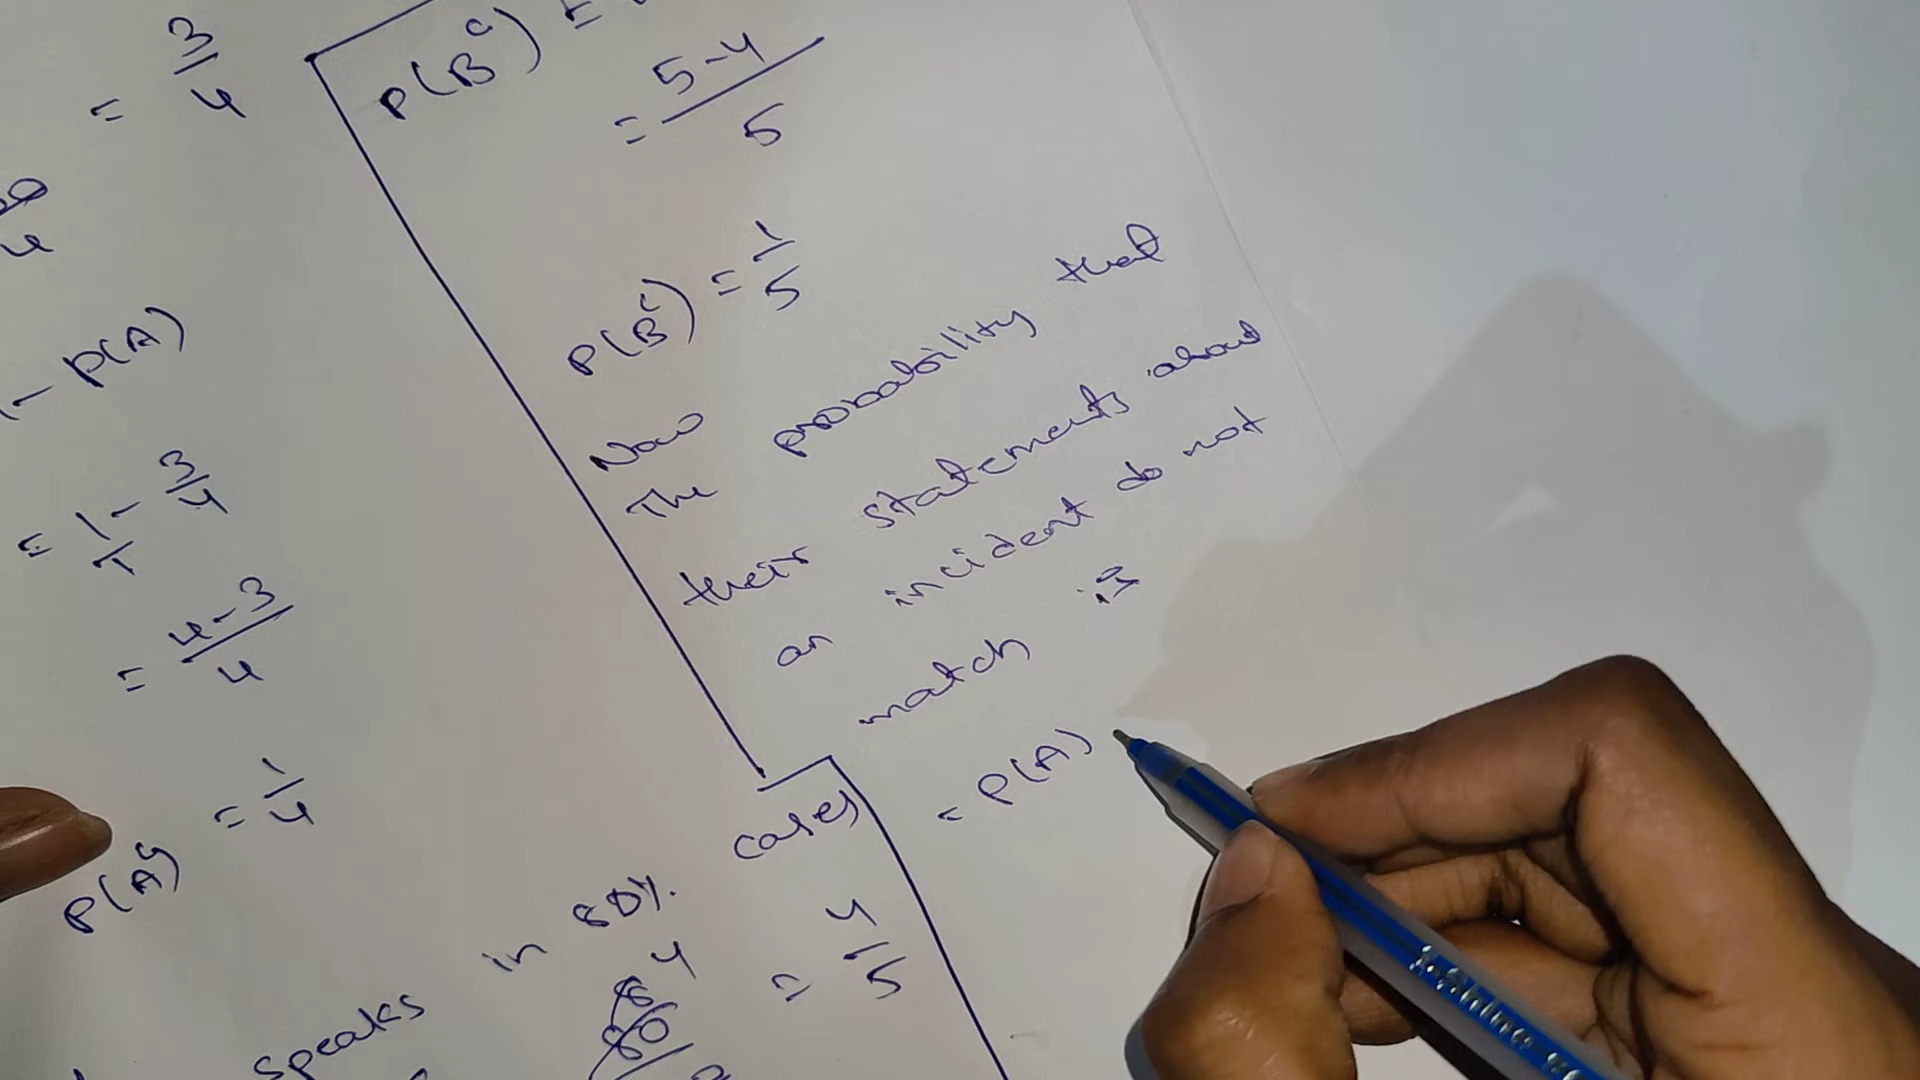 = 3/4
- P(A)
= 1/1 - 3/4
= 4-3/4
P(A^c) = 1/4
speaks in 80% cases
= 4/5
P(B^c) =
= 5-4/5
P(B^c) = 1/5
Now
The probability that
their statements about
an incident do not
match is
= P(A)